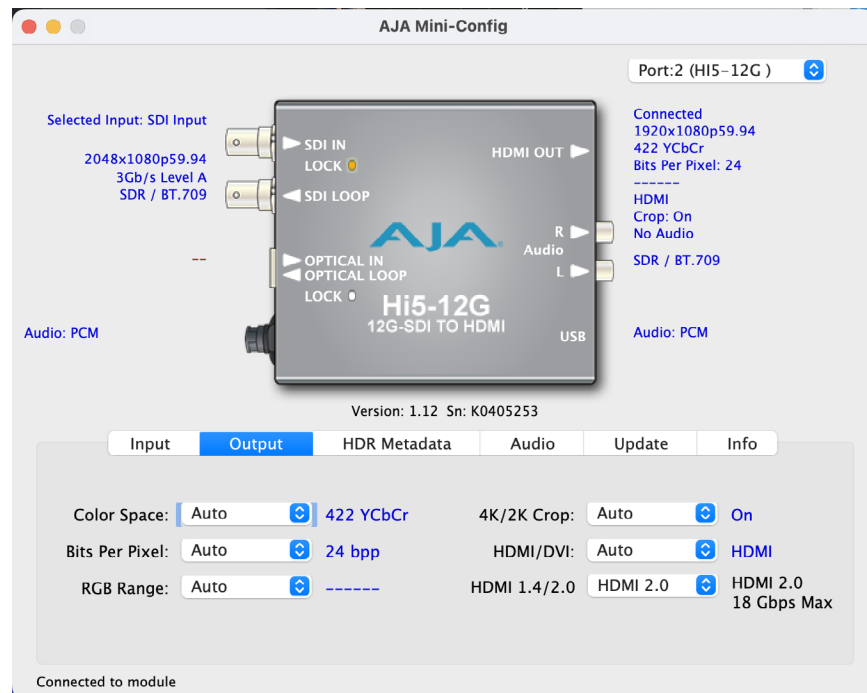 AJA Mini-Config
Port:2 (HI5-12G )
Selected Input: SDI Input
2048x1080p59.94
3Gb/s Level A
SDR / BT.709
--
Audio: PCM
SDI IN
LOCK
SDI LOOP
HDMI OUT
AJA
R
Audio
L
OPTICAL IN
OPTICAL LOOP
LOCK
Hi5-12G
12G-SDI TO HDMI
USB
Connected
1920x1080p59.94
422 YCbCr
Bits Per Pixel: 24
------
HDMI
Crop: On
No Audio
SDR / BT.709
Audio: PCM
Version: 1.12 Sn: K0405253
Input Output HDR Metadata Audio Update Info
Color Space: Auto 422 YCbCr 4K/2K Crop: Auto On
Bits Per Pixel: Auto 24 bpp HDMI/DVI: Auto HDMI
RGB Range: Auto ------ HDMI 1.4/2.0 HDMI 2.0 HDMI 2.0
18 Gbps Max
Connected to module